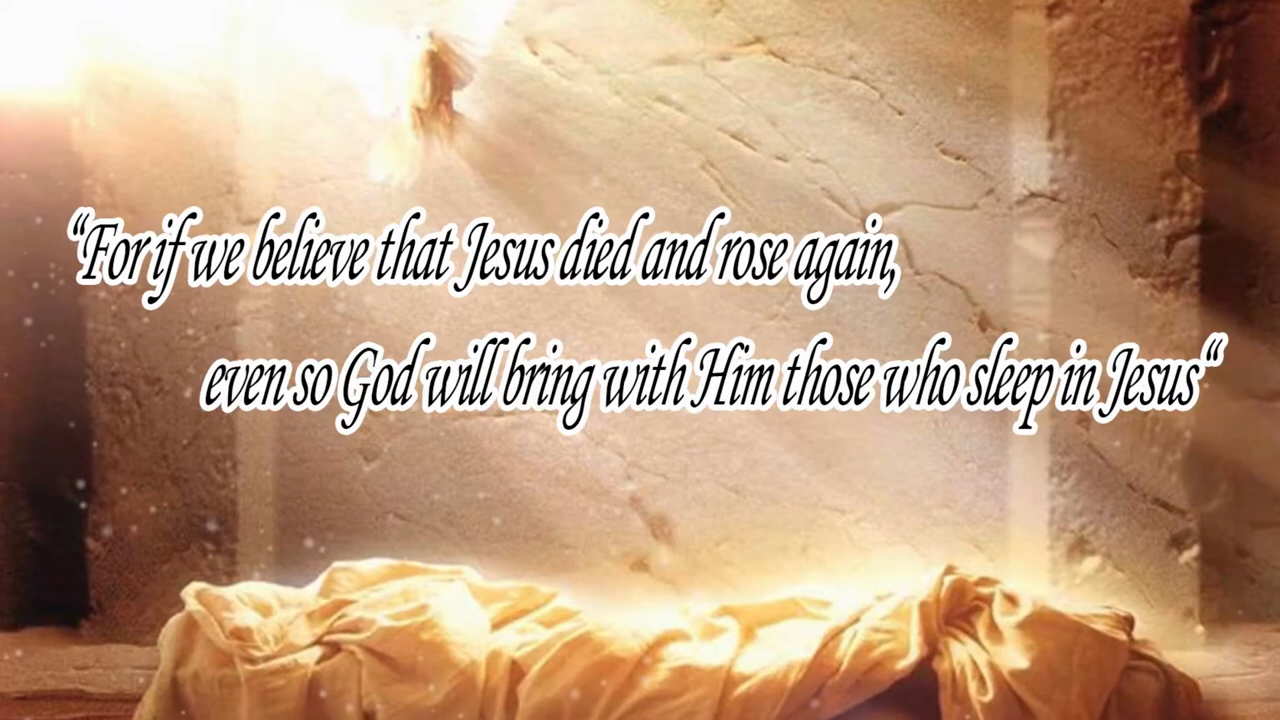 “For if we believe that Jesus died and rose again,
even so God will bring with Him those who sleep in Jesus“